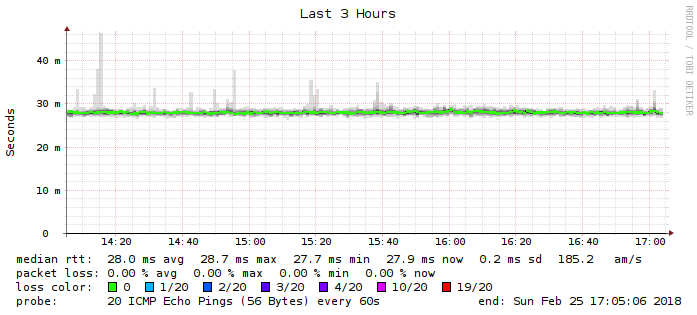 Last 3 Hours
RRDTOOL / TOBI OETIKER
Seconds
40 m
30 m
20 m
10 m
0
14:20 14:40 15:00 15:20 15:40 16:00 16:20 16:40 17:00
median rtt: 28.0 ms avg 28.7 ms max 27.7 ms min 27.9 ms now 0.2 ms sd 185.2 am/s
packet loss: 0.00 % avg 0.00 % max 0.00 % min 0.00 % now
loss color: 0 1/20 2/20 3/20 4/20 10/20 19/20
probe: 20 ICMP Echo Pings (56 Bytes) every 60s end: Sun Feb 25 17:05:06 2018